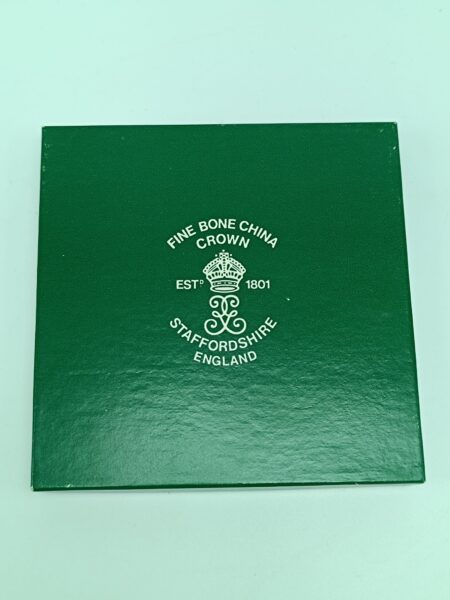 FINE BONE CHINA
CROWN
ESTᴰ 1801
STAFFORDSHIRE
ENGLAND